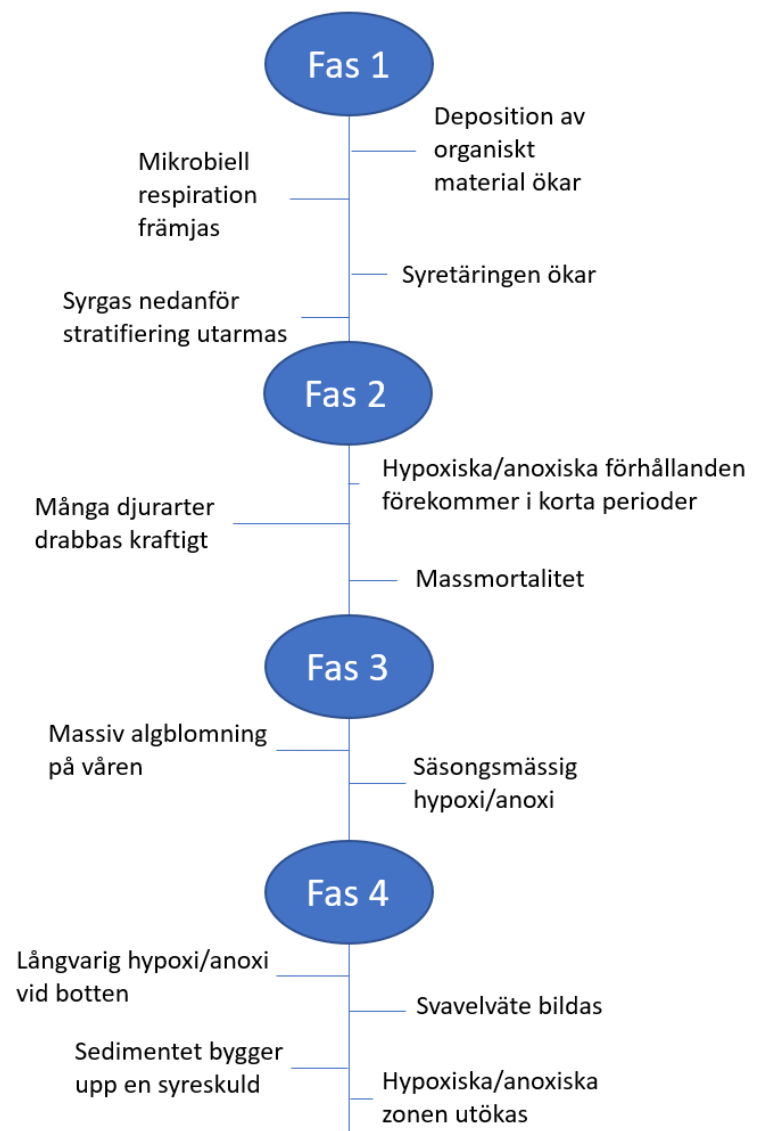 Fas 1
Deposition av
organiskt
material ökar
Mikrobiell
respiration
främjas
Syretäringen ökar
Syrgas nedanför
stratifiering utarmas
Fas 2
Hypoxiska/anoxiska förhållanden
förekommer i korta perioder
Många djurarter
drabbas kraftigt
Massmortalitet
Fas 3
Massiv algblomning
på våren
Säsongsmässig
hypoxi/anoxi
Fas 4
Långvarig hypoxi/anoxi
vid botten
Svavelväte bildas
Sedimentet bygger
upp en syreskuld
Hypoxiska/anoxiska
zonen utökas